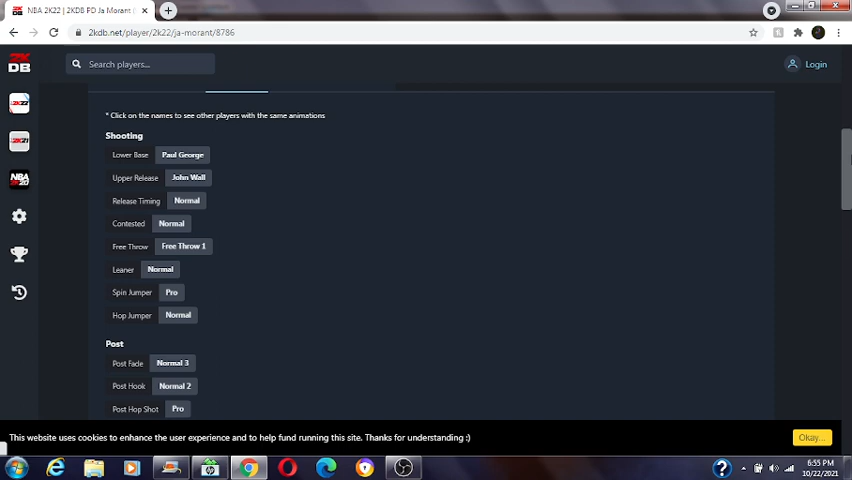 NBA 2K22 | 2KDB PD Ja Morant
2kdb.net/player/2k22/ja-morant/8786
2K
DB
Search players...
Login
* Click on the names to see other players with the same animations
Shooting
Lower Base Paul George
Upper Release John Wall
Release Timing Normal
Contested Normal
Free Throw Free Throw 1
Leaner Normal
Spin Jumper Pro
Hop Jumper Normal
Post
Post Fade Normal 3
Post Hook Normal 2
Post Hop Shot Pro
This website uses cookies to enhance the user experience and to help fund running this site. Thanks for understanding :)
Okay...
6:55 PM
10/22/2021